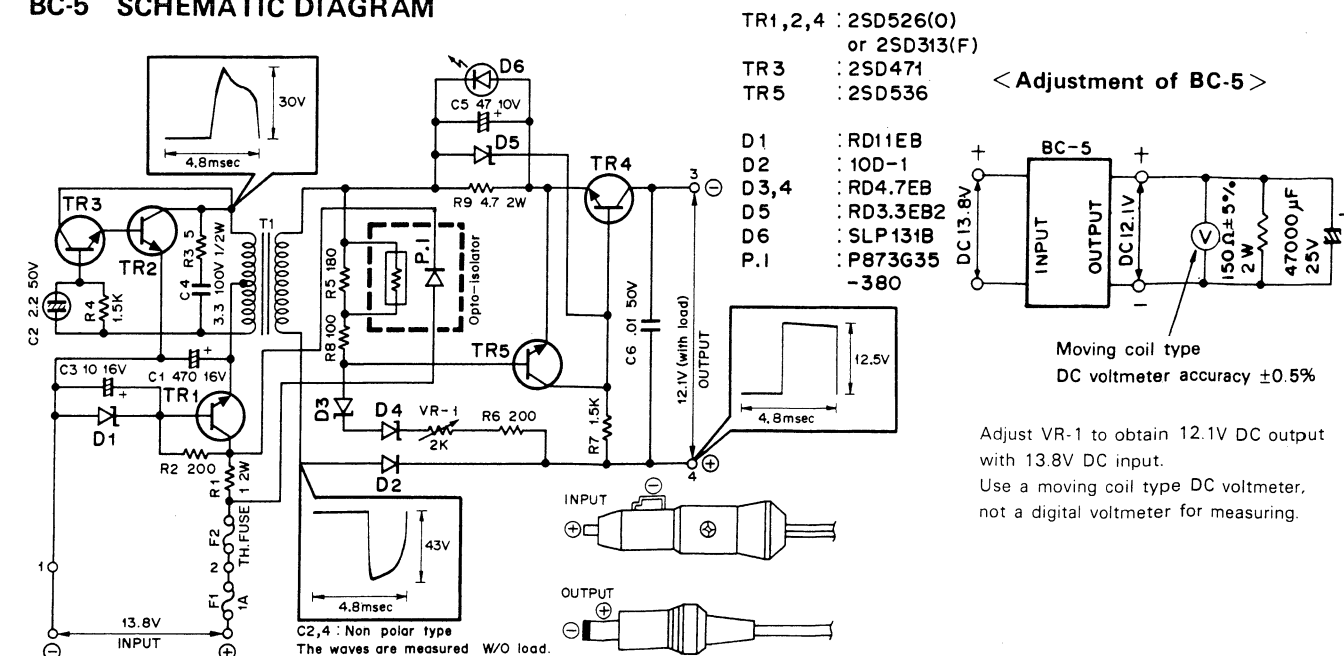 BC-5 SCHEMATIC DIAGRAM
TR1,2,4 : 2SD526(O)
or 2SD313(F)
TR3 : 2SD471
TR5 : 2SD536
D1 : RD11EB
D2 : 10D-1
D3,4 : RD4.7EB
D5 : RD3.3EB2
D6 : SLP131B
P.I : P873G35
-380
<Adjustment of BC-5>
BC-5
+
+
DC13.8V
INPUT
OUTPUT
DC12.1V
V
150Ω±5%
2W
47000μF
25V
−
−
Moving coil type
DC voltmeter accuracy ±0.5%
Adjust VR-1 to obtain 12.1V DC output
with 13.8V DC input.
Use a moving coil type DC voltmeter,
not a digital voltmeter for measuring.
30V
4.8msec
D6
C5 47 10V
+
D5
TR4
3
⊖
R9 4.7 2W
TR3
TR2
R3 5
1/2W
C4
3.3 100V
T1
C2 2.2 50V
R4
1.5K
R5 180
P.I
Opto-isolator
R8 100
TR5
C6 .01 50V
12.1V (with load)
OUTPUT
12.5V
4.8msec
C3 10 16V
+
C1 470 16V
+
TR1
D1
R2 200
R1
1 2W
D3
D4
VR-1
2K
R6 200
R7 1.5K
D2
4
⊕
F2
TH.FUSE
1
2
F1
1A
13.8V
INPUT
⊖
⊕
43V
4.8msec
C2,4 : Non polar type
The waves are measured W/O load.
INPUT
⊖
⊕
OUTPUT
⊕
⊖